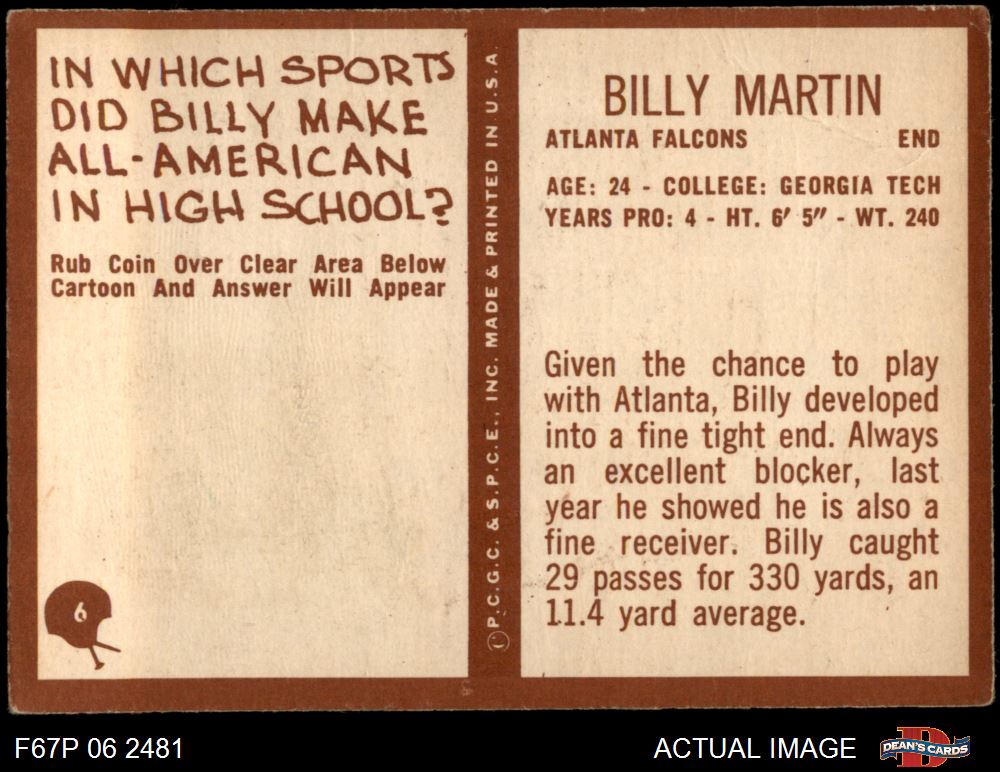 IN WHICH SPORTS
DID BILLY MAKE
ALL-AMERICAN
IN HIGH SCHOOL?
Rub Coin Over Clear Area Below
Cartoon And Answer Will Appear
6
©P.C.G.C. & S.P.C.E., INC. MADE & PRINTED IN U.S.A.
BILLY MARTIN
ATLANTA FALCONS END
AGE: 24 - COLLEGE: GEORGIA TECH
YEARS PRO: 4 - HT. 6' 5" - WT. 240
Given the chance to play
with Atlanta, Billy developed
into a fine tight end. Always
an excellent blocker, last
year he showed he is also a
fine receiver. Billy caught
29 passes for 330 yards, an
11.4 yard average.
F67P 06 2481
ACTUAL IMAGE
D
DEAN'S CARDS